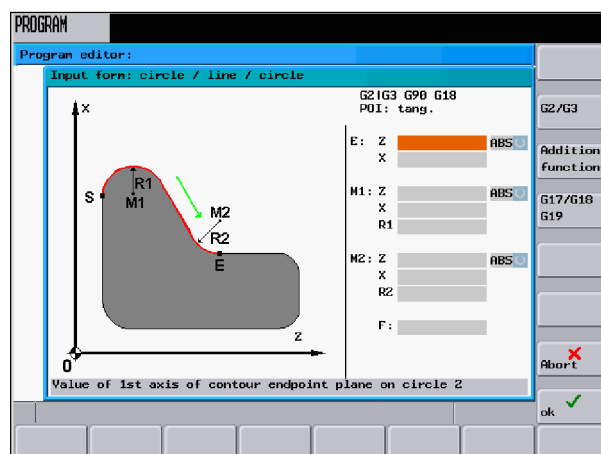 PROGRAM
Program editor:
Input form: circle / line / circle
G2|G3 G90 G18
POI: tang.
X
S
R1
M1
M2
R2
E
Z
0
E: Z ABS
X
M1: Z ABS
X
R1
M2: Z ABS
X
R2
F:
Value of 1st axis of contour endpoint plane on circle 2
G2/G3
Addition
function
G17/G18
G19
Abort
ok